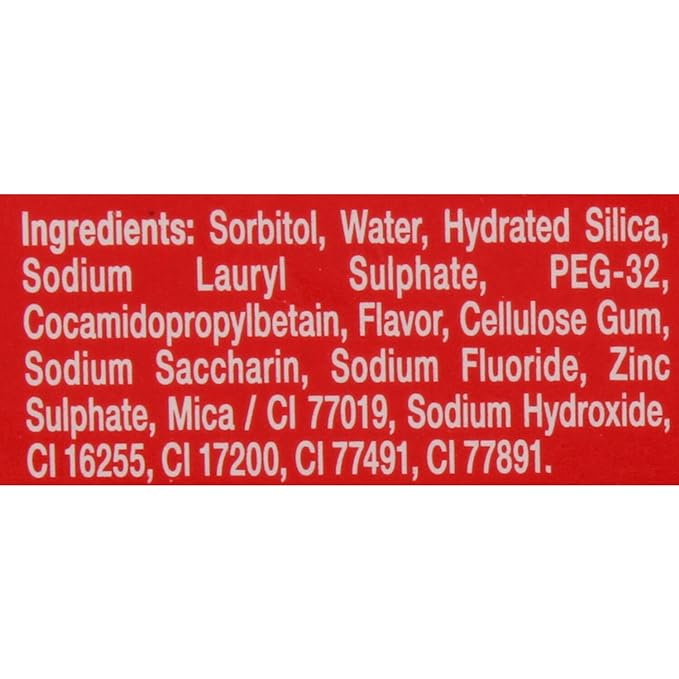 Ingredients: Sorbitol, Water, Hydrated Silica,
Sodium Lauryl Sulphate, PEG-32,
Cocamidopropylbetain, Flavor, Cellulose Gum,
Sodium Saccharin, Sodium Fluoride, Zinc
Sulphate, Mica / CI 77019, Sodium Hydroxide,
CI 16255, CI 17200, CI 77491, CI 77891.